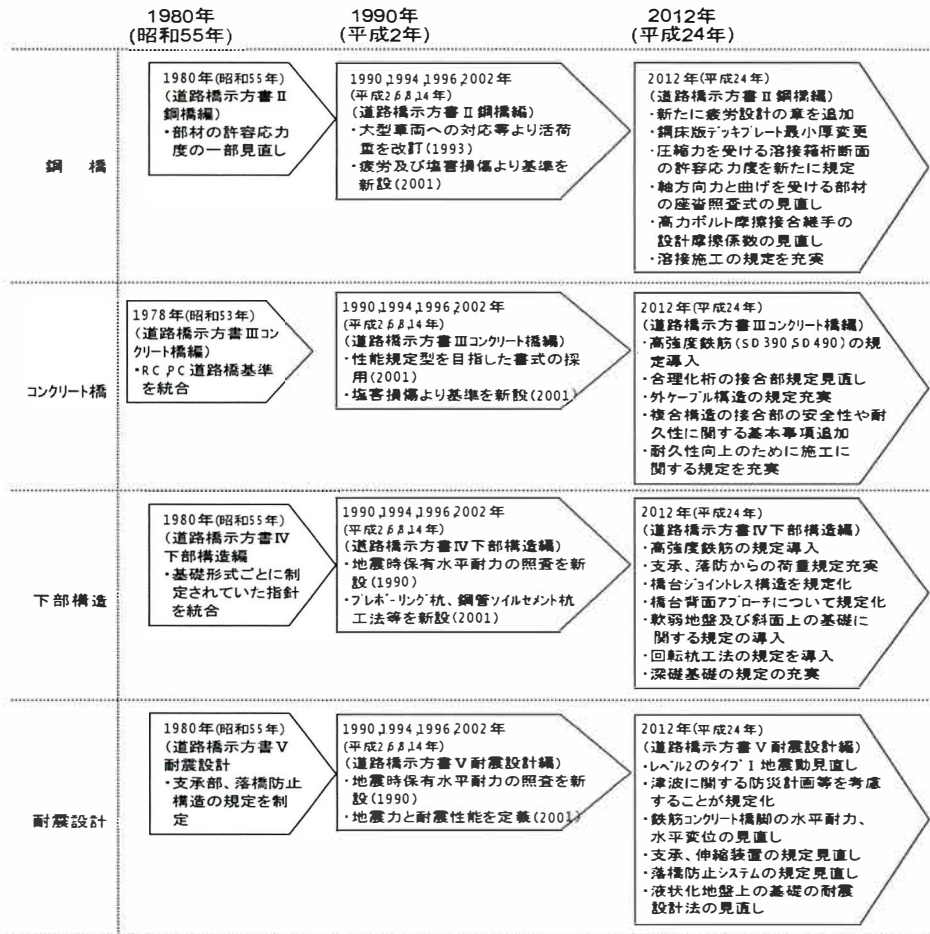 1980年
(昭和55年)
1990年
(平成2年)
2012年
(平成24年)
鋼 橋
1980年(昭和55年)
(道路橋示方書Ⅱ
鋼橋編)
・部材の許容応力
度の一部見直し
1990,1994,1996,2002年
(平成2,6,8,14年)
(道路橋示方書Ⅱ鋼橋編)
・大型車両への対応等より活荷
重を改訂(1993)
・疲労及び塩害損傷より基準を
新設(2001)
2012年(平成24年)
(道路橋示方書Ⅱ鋼橋編)
・新たに疲労設計の章を追加
・鋼床版デッキプレート最小厚変更
・圧縮力を受ける溶接箱桁断面
の許容応力度を新たに規定
・軸方向力と曲げを受ける部材
の座沓照査式の見直し
・高力ボルト摩擦接合継手の
設計摩擦係数の見直し
・溶接施工の規定を充実
コンクリート橋
1978年(昭和53年)
(道路橋示方書Ⅲコン
クリート橋編)
・RC,PC道路橋基準
を統合
1990,1994,1996,2002年
(平成2,6,8,14年)
(道路橋示方書Ⅲコンクリート橋編)
・性能規定型を目指した書式の採
用(2001)
・塩害損傷より基準を新設(2001)
2012年(平成24年)
(道路橋示方書Ⅲコンクリート橋編)
・高強度鉄筋(SD390,SD490)の規
定導入
・合理化桁の接合部規定見直し
・外ケーブル構造の規定充実
・複合構造の接合部の安全性や耐
久性に関する基本事項追加
・耐久性向上のために施工に
関する規定を充実
下部構造
1980年(昭和55年)
(道路橋示方書Ⅳ
下部構造編
・基礎形式ごとに制
定されていた指針
を統合
1990,1994,1996,2002年
(平成2,6,8,14年)
(道路橋示方書Ⅳ下部構造編)
・地震時保有水平耐力の照査を新
設(1990)
・プレボーリング杭、鋼管ソイルセメント杭
工法等を新設(2001)
2012年(平成24年)
(道路橋示方書Ⅳ下部構造編)
・高強度鉄筋の規定導入
・支承、落防からの荷重規定充実
・橋台ジョイントレス構造を規定化
・橋台背面アプローチについて規定化
・軟弱地盤及び斜面上の基礎に
関する規定の導入
・回転杭工法の規定を導入
・深礎基礎の規定の充実
耐震設計
1980年(昭和55年)
(道路橋示方書Ⅴ
耐震設計
・支承部、落橋防止
構造の規定を制
定
1990,1994,1996,2002年
(平成2,6,8,14年)
(道路橋示方書Ⅴ耐震設計編)
・地震時保有水平耐力の照査を新
設(1990)
・地震力と耐震性能を定義(2001)
2012年(平成24年)
(道路橋示方書Ⅴ耐震設計編)
・レベル2のタイプⅠ地震動見直し
・津波に関する防災計画等を考慮
することが規定化
・鉄筋コンクリート橋脚の水平耐力、
水平変位の見直し
・支承、伸縮装置の規定見直し
・落橋防止システムの規定見直し
・液状化地盤上の基礎の耐震
設計法の見直し